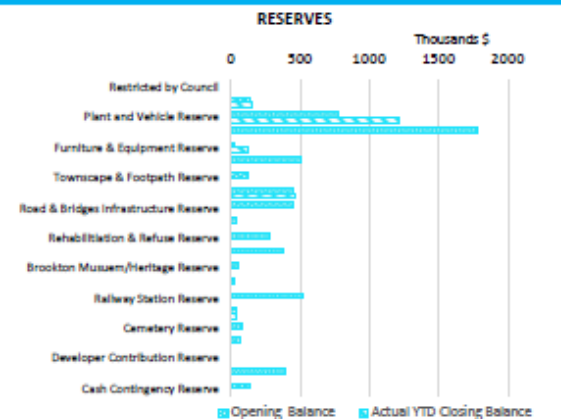 RESERVES
Thousands $
0 500 1000 1500 2000
Restricted by Council
Plant and Vehicle Reserve
Furniture & Equipment Reserve
Townscape & Footpath Reserve
Road & Bridges Infrastructure Reserve
Rehabilitiation & Refuse Reserve
Brookton Musuem/Heritage Reserve
Railway Station Reserve
Cemetery Reserve
Developer Contribution Reserve
Cash Contingency Reserve
Opening Balance Actual YTD Closing Balance